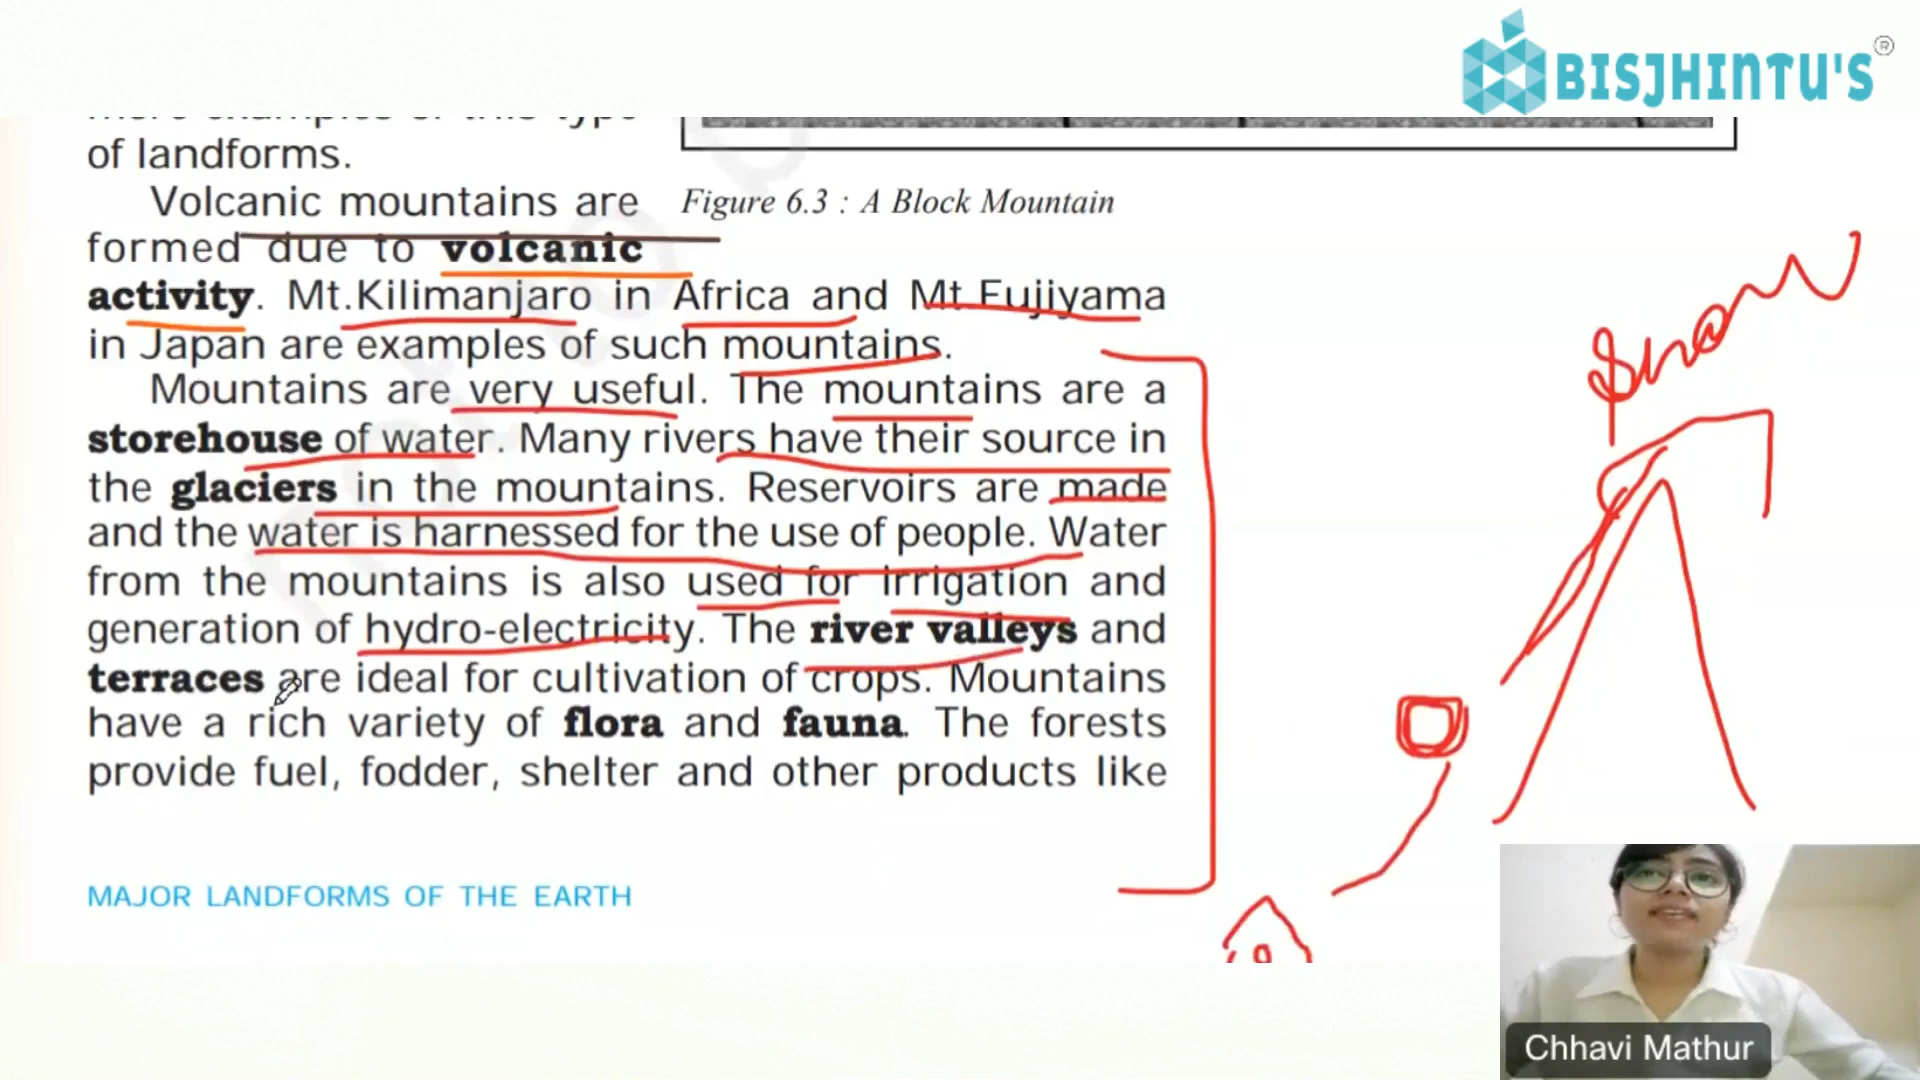 BISJHINTU'S®
of landforms.
Figure 6.3 : A Block Mountain
Volcanic mountains are
formed due to volcanic
activity. Mt.Kilimanjaro in Africa and Mt.Fujiyama
in Japan are examples of such mountains.
Mountains are very useful. The mountains are a
storehouse of water. Many rivers have their source in
the glaciers in the mountains. Reservoirs are made
and the water is harnessed for the use of people. Water
from the mountains is also used for irrigation and
generation of hydro-electricity. The river valleys and
terraces are ideal for cultivation of crops. Mountains
have a rich variety of flora and fauna. The forests
provide fuel, fodder, shelter and other products like
MAJOR LANDFORMS OF THE EARTH
Chhavi Mathur